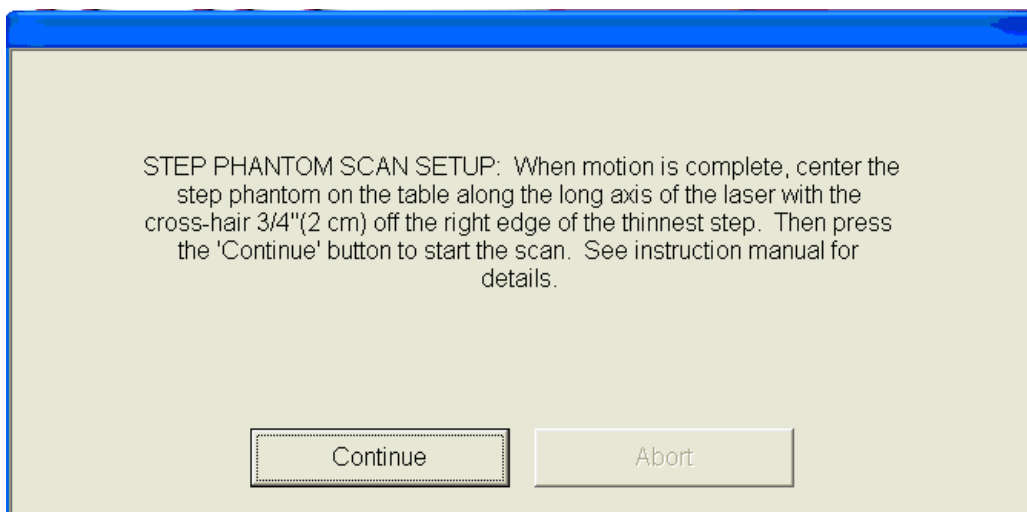 STEP PHANTOM SCAN SETUP:  When motion is complete, center the
step phantom on the table along the long axis of the laser with the
cross-hair 3/4"(2 cm) off the right edge of the thinnest step.  Then press
the 'Continue' button to start the scan.  See instruction manual for
details.
Continue
Abort